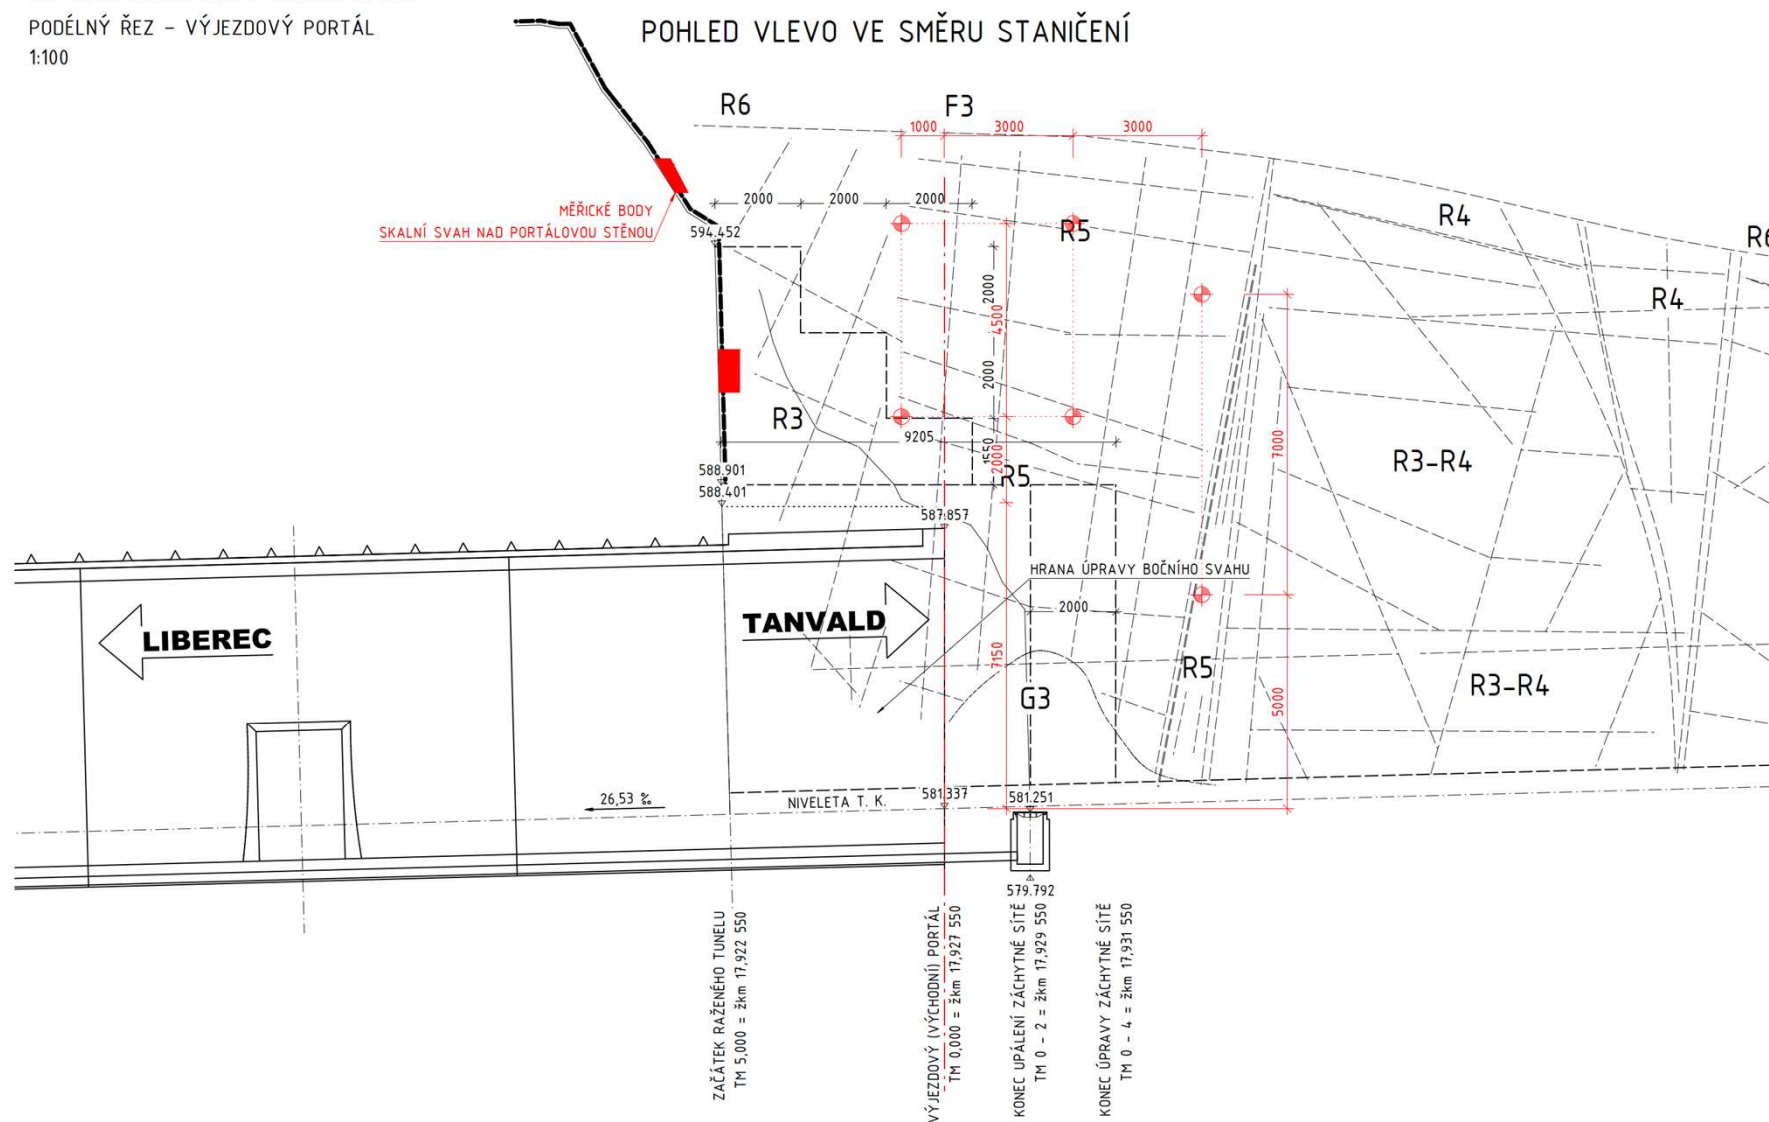 PODÉLNÝ ŘEZ – VÝJEZDOVÝ PORTÁL
1:100
POHLED VLEVO VE SMĚRU STANIČENÍ
R6
F3
1000
3000
3000
2000
2000
2000
MĚŘICKÉ BODY
SKALNÍ SVAH NAD PORTÁLOVOU STĚNOU
594.452
R5
R4
R6
R4
2000
4500
2000
R3
9205
1550
2000
7000
R3-R4
588.901
588.401
R5
587.857
HRANA ÚPRAVY BOČNÍHO SVAHU
2000
LIBEREC
TANVALD
7150
R5
G3
5000
R3-R4
26,53 ‰
NIVELETA T. K.
581.337
581.251
579.792
ZAČÁTEK RAŽENÉHO TUNELU
TM 5,000 = žkm 17,922 550
VÝJEZDOVÝ (VÝCHODNÍ) PORTÁL
TM 0,000 = žkm 17,927 550
KONEC UPÁLENÍ ZÁCHYTNÉ SÍTĚ
TM 0 - 2 = žkm 17,929 550
KONEC ÚPRAVY ZÁCHYTNÉ SÍTĚ
TM 0 - 4 = žkm 17,931 550